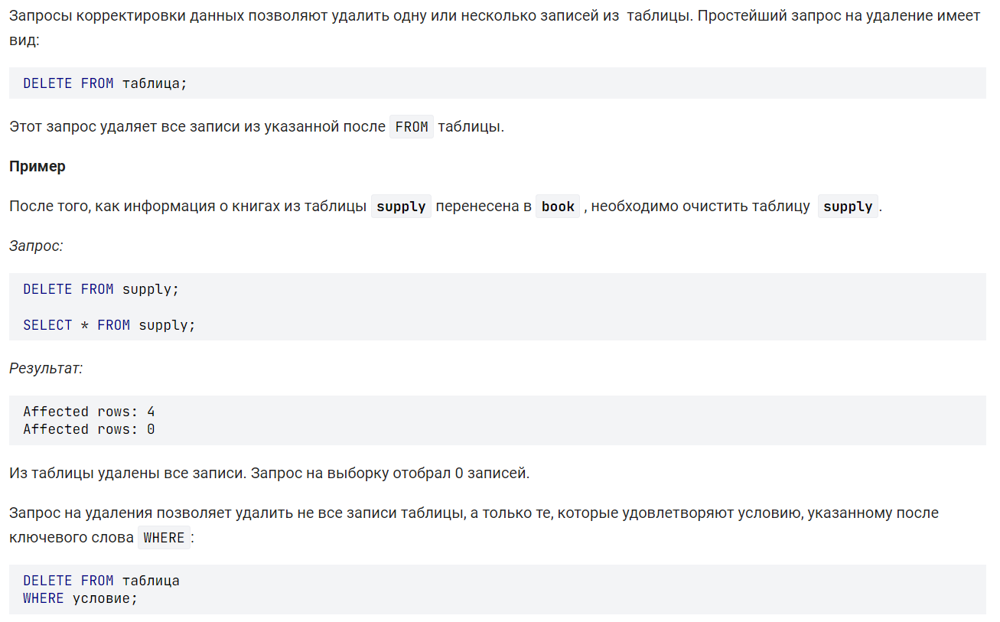 Запросы корректировки данных позволяют удалить одну или несколько записей из таблицы. Простейший запрос на удаление имеет
вид:
DELETE FROM таблица;
Этот запрос удаляет все записи из указанной после FROM таблицы.
Пример
После того, как информация о книгах из таблицы supply перенесена в book , необходимо очистить таблицу supply .
Запрос:
DELETE FROM supply;
SELECT * FROM supply;
Результат:
Affected rows: 4
Affected rows: 0
Из таблицы удалены все записи. Запрос на выборку отобрал 0 записей.
Запрос на удаления позволяет удалить не все записи таблицы, а только те, которые удовлетворяют условию, указанному после
ключевого слова WHERE :
DELETE FROM таблица
WHERE условие;